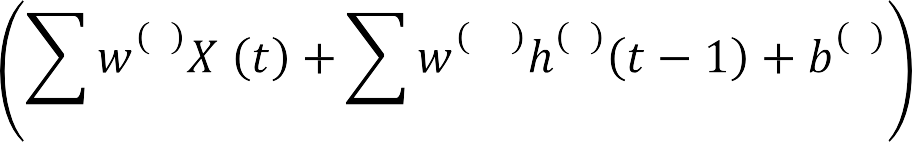 (∑ w^( ) X (t) + ∑ w^( ) h^( ) (t − 1) + b^( ))